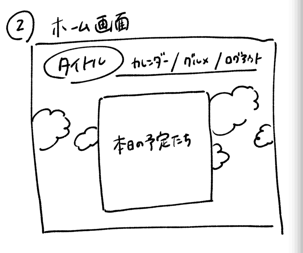 ② ホーム画面
タイトル カレンダー / グルメ / ログアウト
本日の予定たち